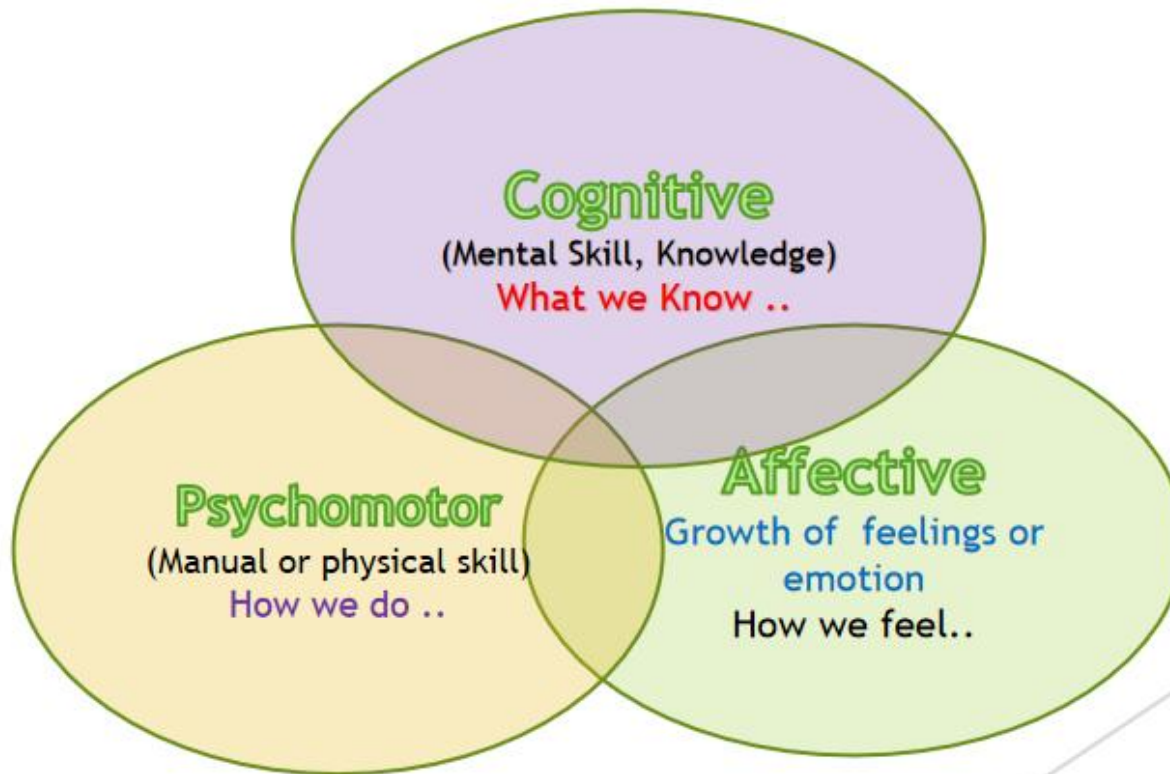 Cognitive
(Mental Skill, Knowledge)
What we Know ..
Psychomotor
(Manual or physical skill)
How we do ..
Affective
Growth of feelings or
emotion
How we feel..